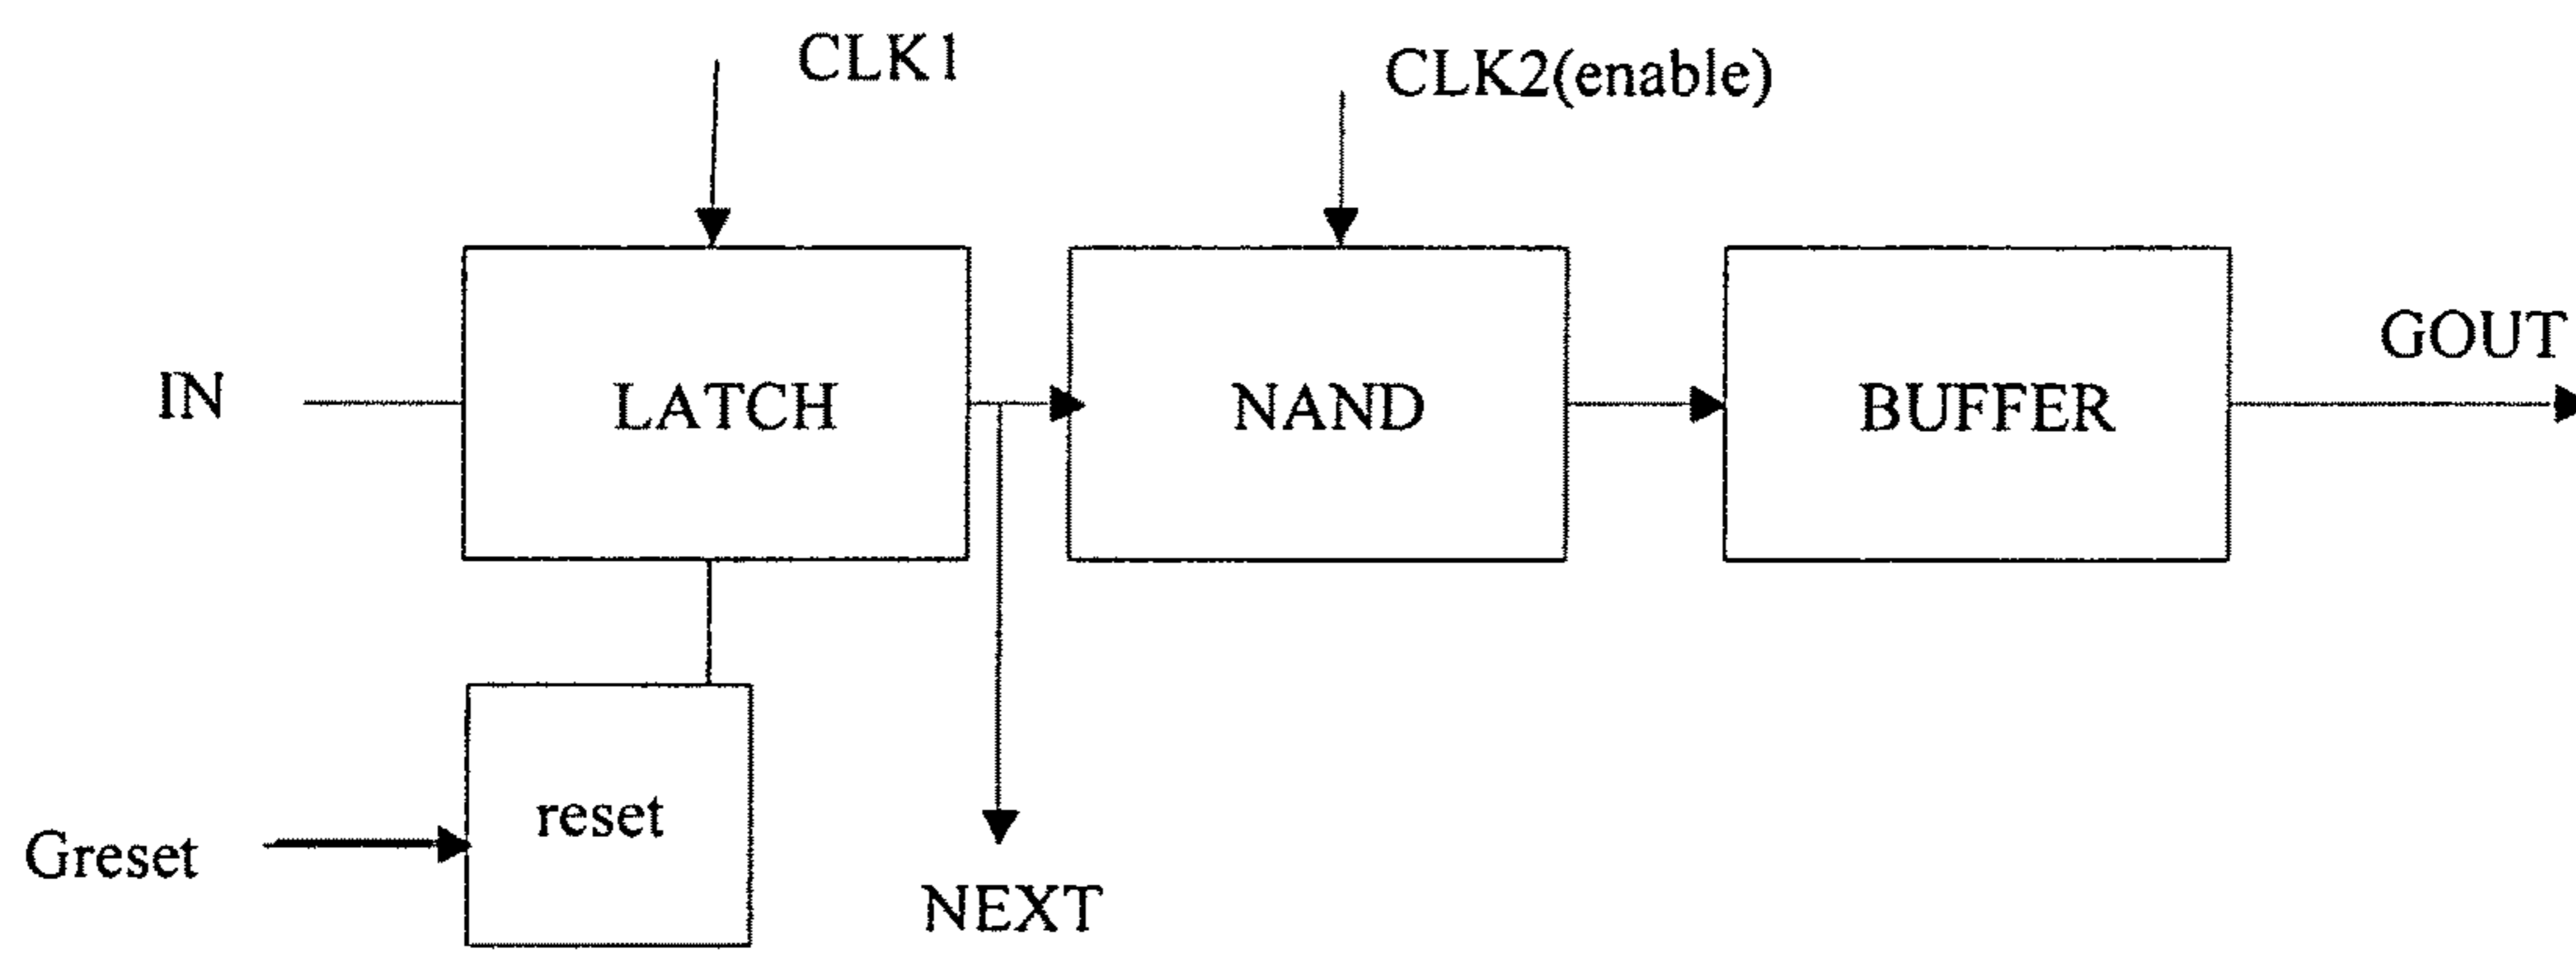 CLK1
CLK2(enable)
IN
LATCH
NAND
BUFFER
GOUT
reset
Greset
NEXT